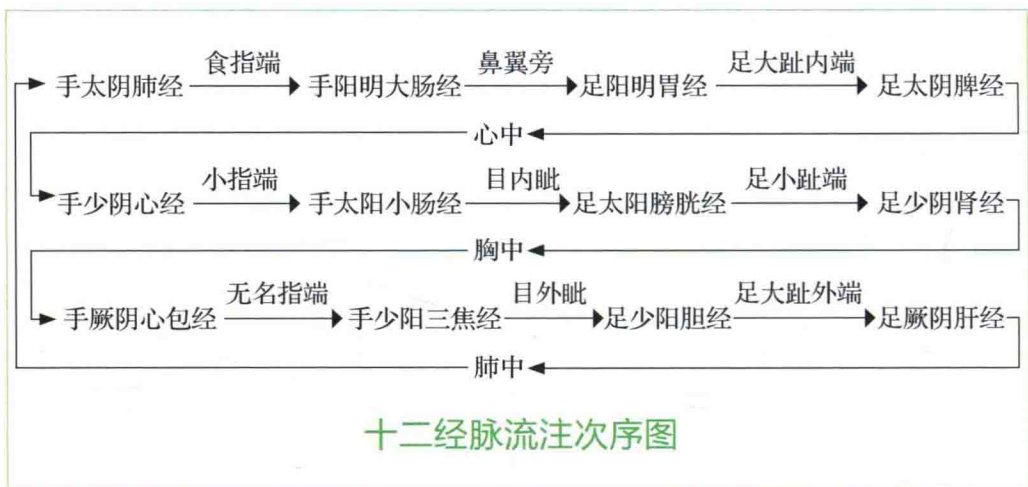 食指端 鼻翼旁 足大趾内端
手太阴肺经 手阳明大肠经 足阳明胃经 足太阴脾经
心中
小指端 目内眦 足小趾端
手少阴心经 手太阳小肠经 足太阳膀胱经 足少阴肾经
胸中
无名指端 目外眦 足大趾外端
手厥阴心包经 手少阳三焦经 足少阳胆经 足厥阴肝经
肺中
十二经脉流注次序图